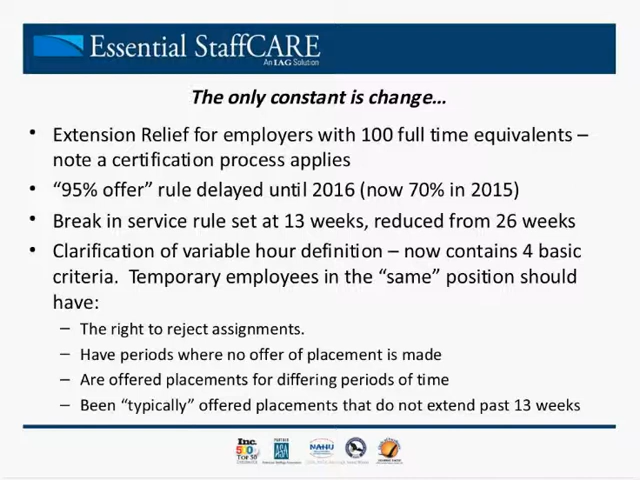 Essential StaffCARE
An IAG Solution
The only constant is change…
• Extension Relief for employers with 100 full time equivalents –
note a certification process applies
• “95% offer” rule delayed until 2016 (now 70% in 2015)
• Break in service rule set at 13 weeks, reduced from 26 weeks
• Clarification of variable hour definition – now contains 4 basic
criteria. Temporary employees in the “same” position should
have:
– The right to reject assignments.
– Have periods where no offer of placement is made
– Are offered placements for differing periods of time
– Been “typically” offered placements that do not extend past 13 weeks
Inc.
500
TOP 50
PARTNER
ASA
NAHU